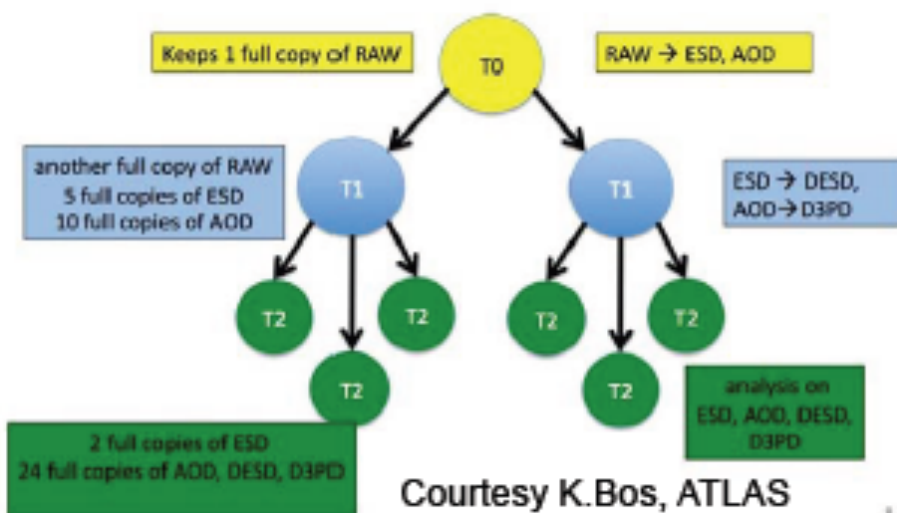 Keeps 1 full copy of RAW
T0
RAW → ESD, AOD
another full copy of RAW
5 full copies of ESD
10 full copies of AOD
T1
T1
ESD → DESD,
AOD→D3PD
T2
T2
T2
T2
T2
T2
2 full copies of ESD
24 full copies of AOD, DESD, D3PD
analysis on
ESD, AOD, DESD,
D3PD
Courtesy K.Bos, ATLAS